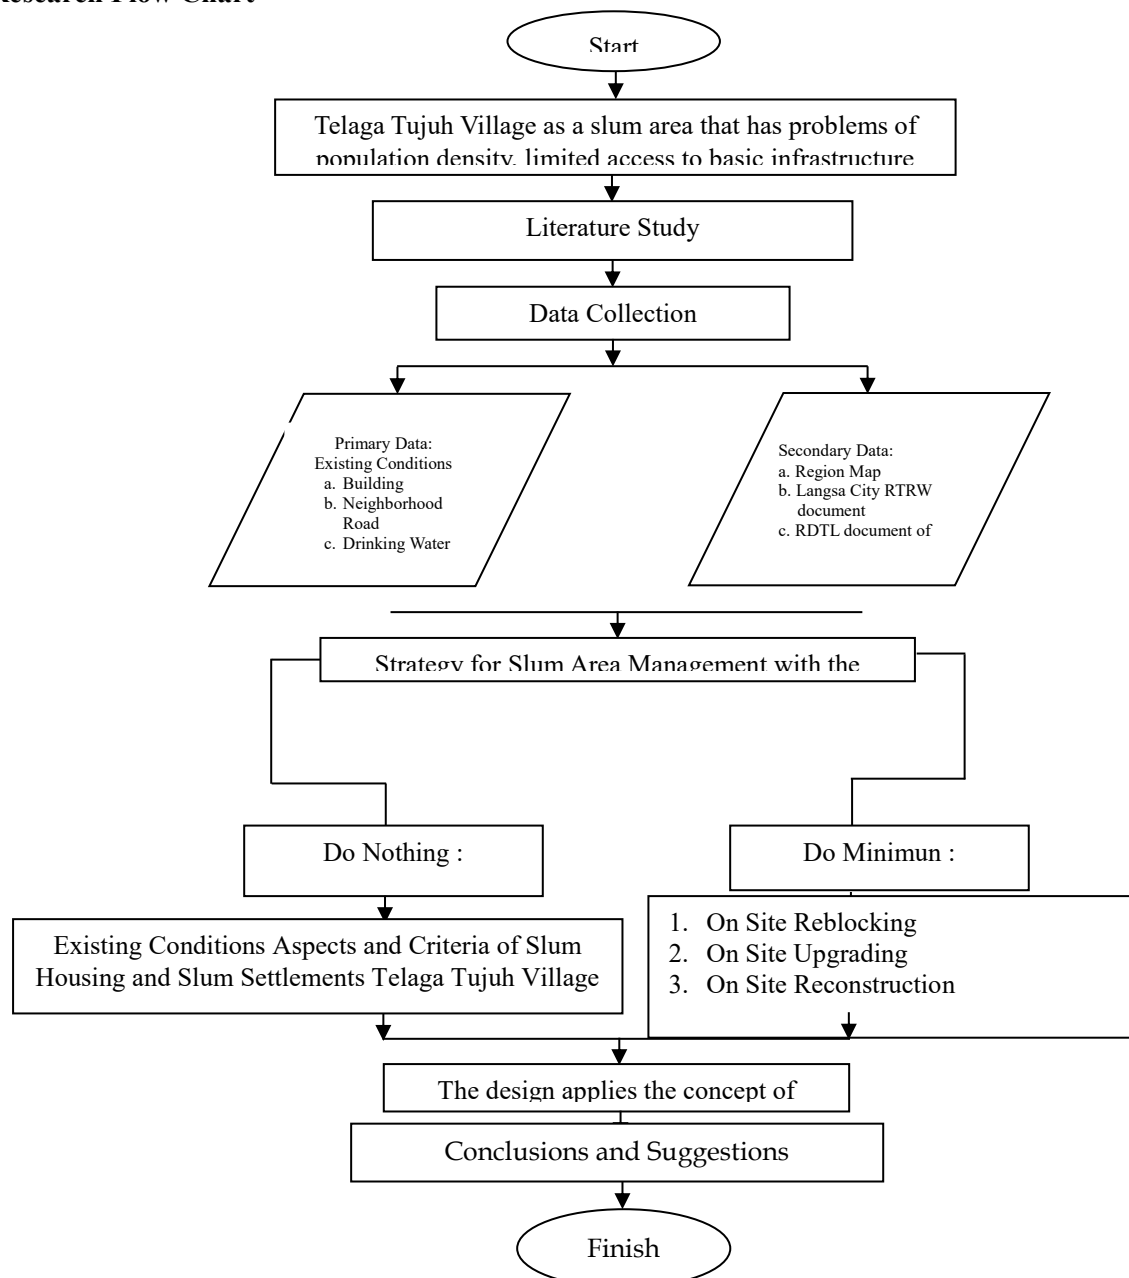 Research Flow Chart
Start
Telaga Tujuh Village as a slum area that has problems of
population density, limited access to basic infrastructure
Literature Study
Data Collection
Primary Data:
Existing Conditions
a. Building
b. Neighborhood
Road
c. Drinking Water
Secondary Data:
a. Region Map
b. Langsa City RTRW
document
c. RDTL document of
Strategy for Slum Area Management with the
Do Nothing :
Do Minimun :
Existing Conditions Aspects and Criteria of Slum
Housing and Slum Settlements Telaga Tujuh Village
1. On Site Reblocking
2. On Site Upgrading
3. On Site Reconstruction
The design applies the concept of
Conclusions and Suggestions
Finish